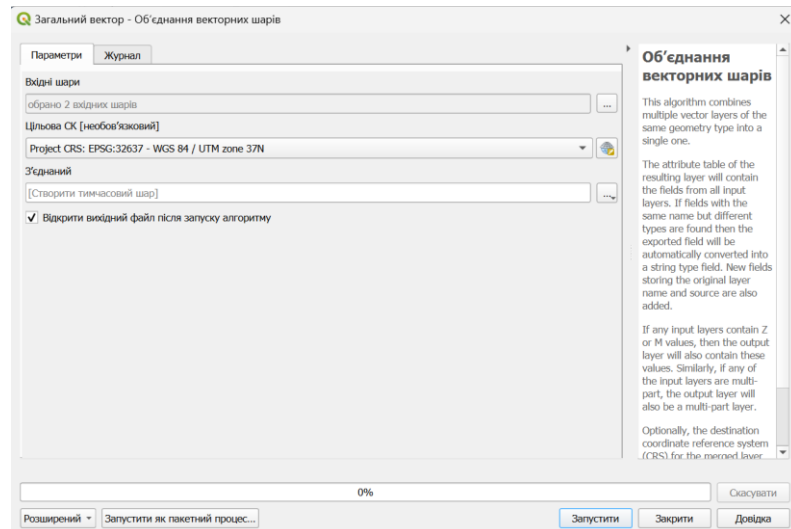 Загальний вектор - Об'єднання векторних шарів
Параметри
Журнал
Вхідні шари
обрано 2 вхідних шарів
...
Цільова СК [необов'язковий]
Project CRS: EPSG:32637 - WGS 84 / UTM zone 37N
З'єднаний
[Створити тимчасовий шар]
...
Відкрити вихідний файл після запуску алгоритму
Об'єднання
векторних шарів
This algorithm combines
multiple vector layers of the
same geometry type into a
single one.
The attribute table of the
resulting layer will contain
the fields from all input
layers. If fields with the
same name but different
types are found then the
exported field will be
automatically converted into
a string type field. New fields
storing the original layer
name and source are also
added.
If any input layers contain Z
or M values, then the output
layer will also contain these
values. Similarly, if any of
the input layers are multi-
part, the output layer will
also be a multi-part layer.
Optionally, the destination
coordinate reference system
(CRS) for the merged layer
0%
Скасувати
Розширений
Запустити як пакетний процес...
Запустити
Закрити
Довідка